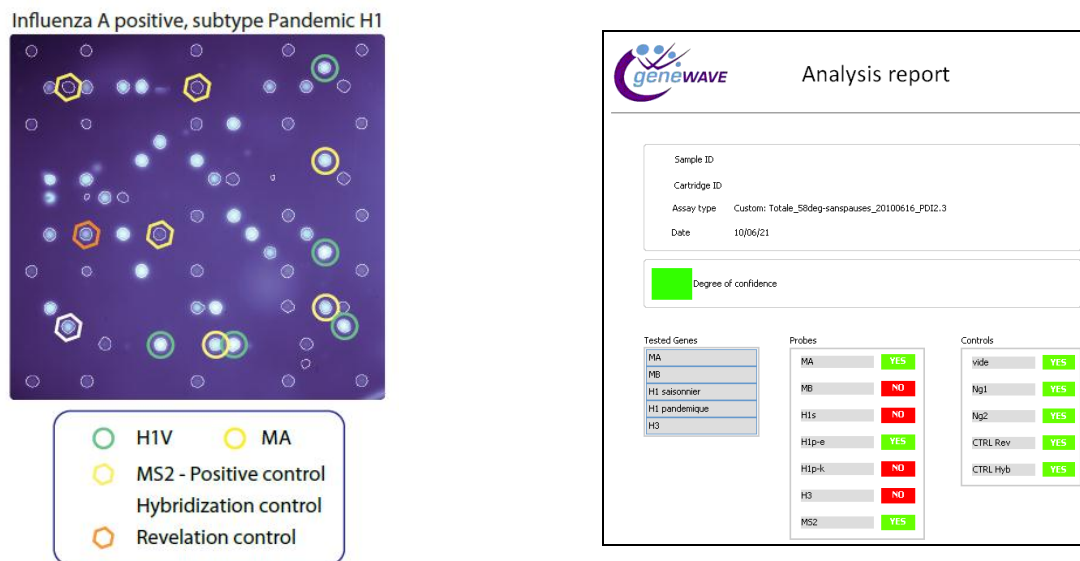 Influenza A positive, subtype Pandemic H1
H1V MA
MS2 - Positive control
Hybridization control
Revelation control
genewave
Analysis report
Sample ID
Cartridge ID
Assay type Custom: Totale_58deg-sanspauses_20100616_PDI2.3
Date 10/06/21
Degree of confidence
Tested Genes
MA
MB
H1 saisonnier
H1 pandemique
H3
Probes
MA YES
MB NO
H1s NO
H1p-e YES
H1p-k NO
H3 NO
MS2 YES
Controls
vide YES
Ng1 YES
Ng2 YES
CTRL Rev YES
CTRL Hyb YES